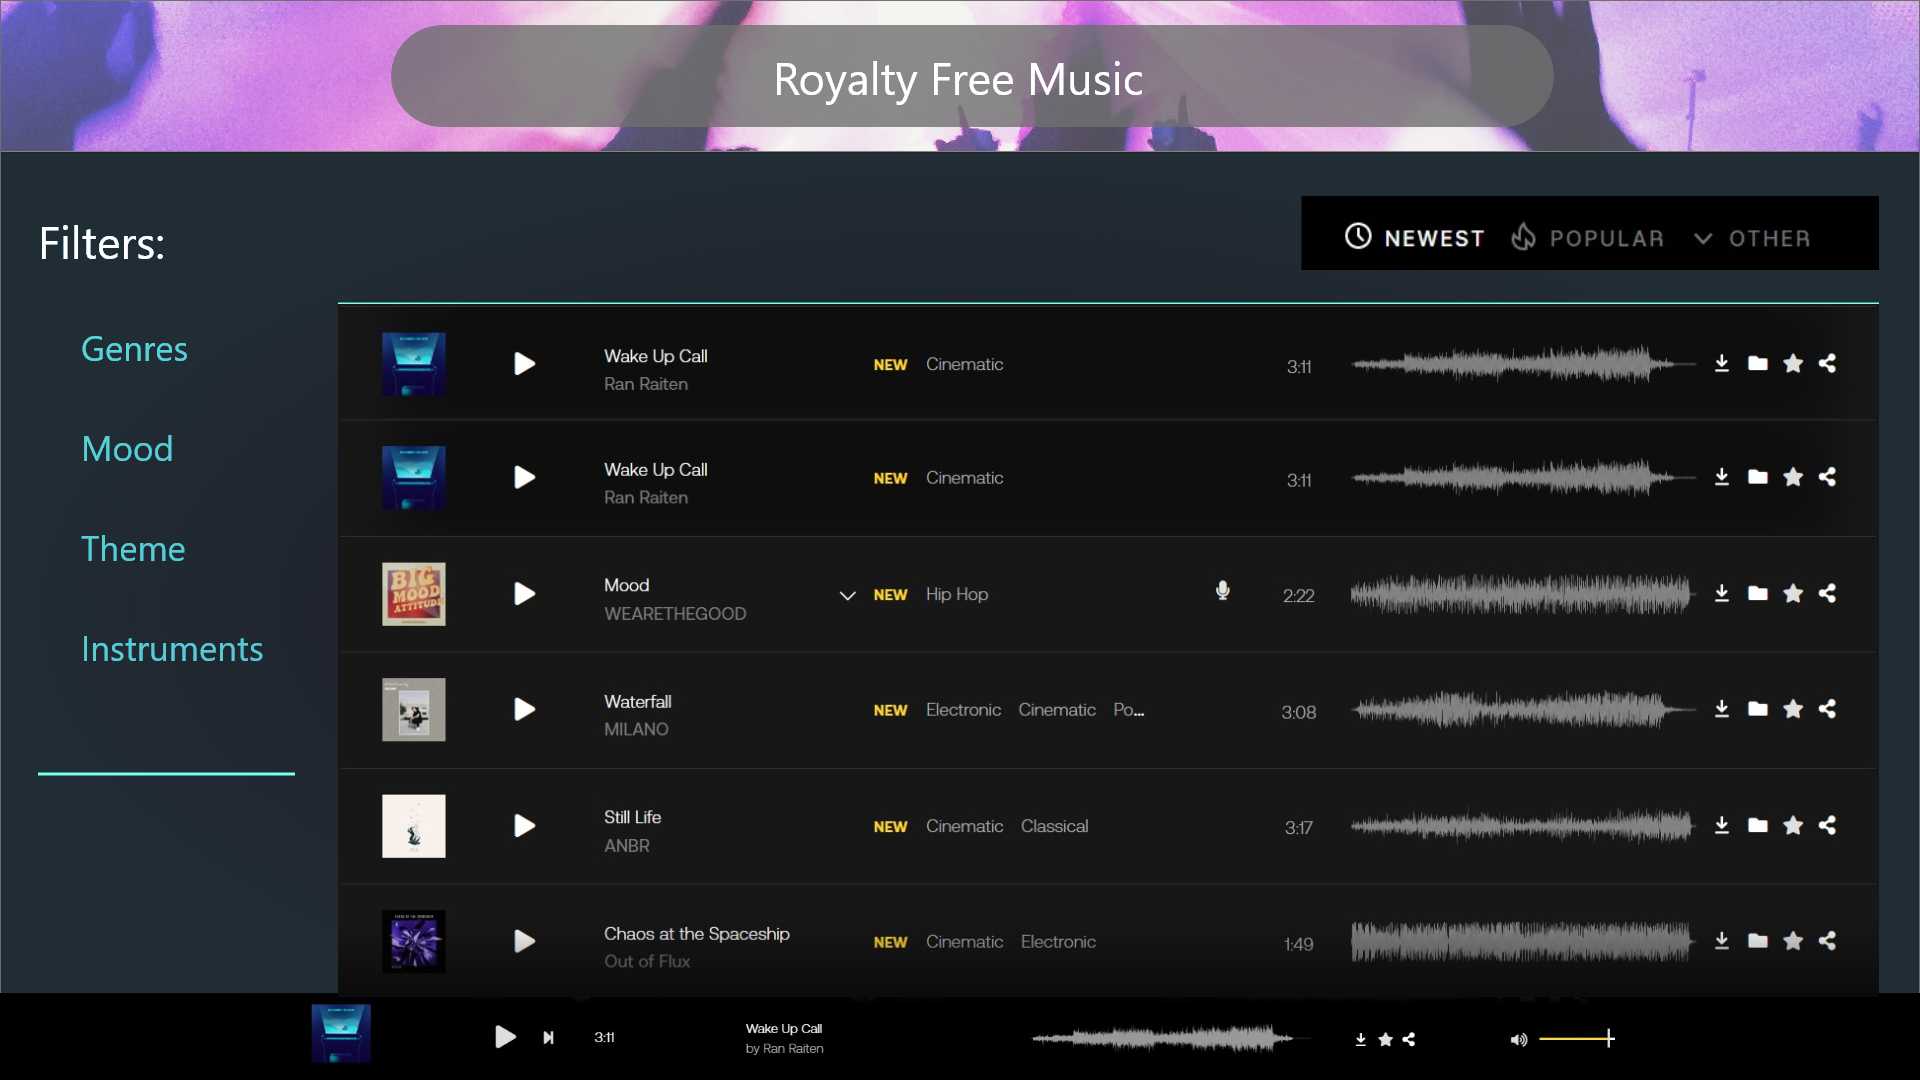 Royalty Free Music
Filters:
NEWEST POPULAR OTHER
Genres
Mood
Theme
Instruments
Wake Up Call
Ran Raiten
NEW Cinematic
3:11
Wake Up Call
Ran Raiten
NEW Cinematic
3:11
BIG
MOOD
ATTITUDE
Mood
WEARETHEGOOD
NEW Hip Hop
2:22
Waterfall
MILANO
NEW Electronic Cinematic Po...
3:08
Still Life
ANBR
NEW Cinematic Classical
3:17
Chaos at the Spaceship
Out of Flux
NEW Cinematic Electronic
1:49
3:11
Wake Up Call
by Ran Raiten